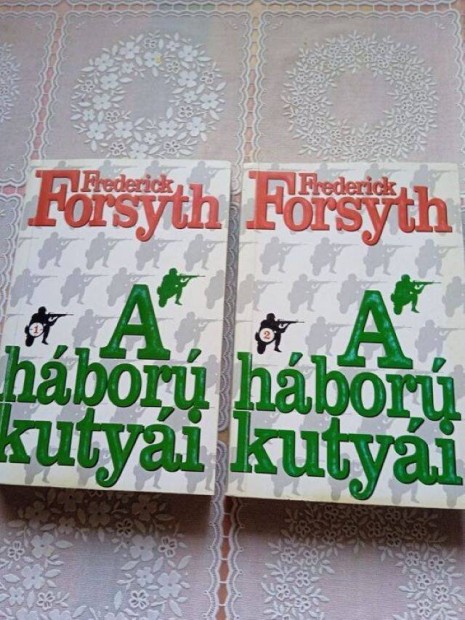 Frederick
Forsyth
1
A
háború
kutyái
Frederick
Forsyth
2
A
háború
kutyái